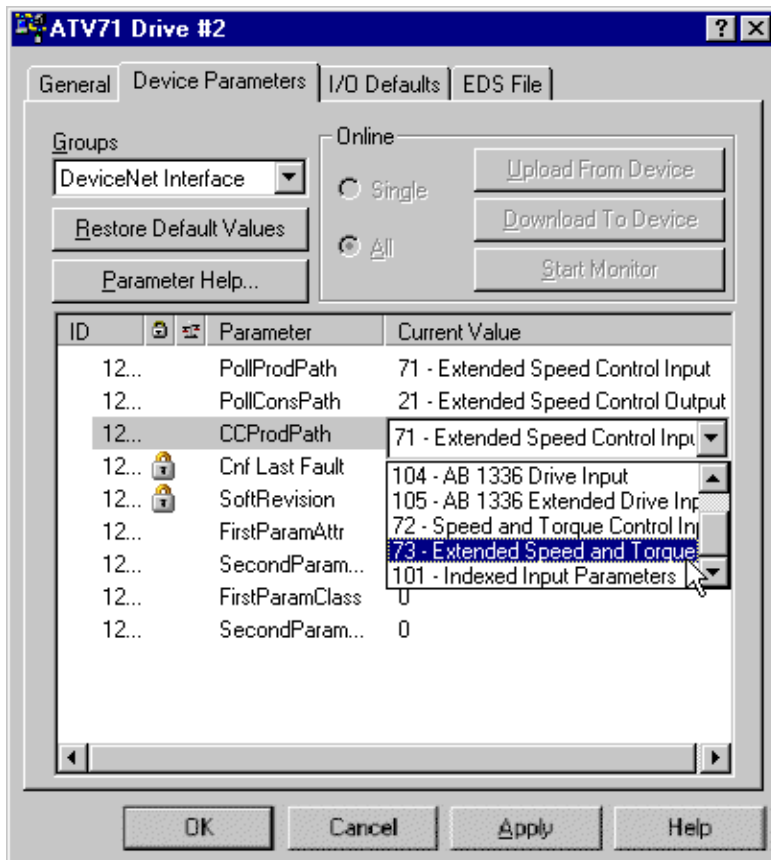 ATV71 Drive #2
General Device Parameters I/O Defaults EDS File
Groups
DeviceNet Interface
Restore Default Values
Parameter Help...
Online
Single
All
Upload From Device
Download To Device
Start Monitor
ID Parameter Current Value
12... PollProdPath 71 - Extended Speed Control Input
12... PollConsPath 21 - Extended Speed Control Output
12... CCProdPath 71 - Extended Speed Control Inpu
12... Cnf Last Fault 104 - AB 1336 Drive Input
12... SoftRevision 105 - AB 1336 Extended Drive Inp
12... FirstParamAttr 72 - Speed and Torque Control Inp
12... SecondParam... 73 - Extended Speed and Torque
101 - Indexed Input Parameters
12... FirstParamClass 0
12... SecondParam... 0
OK Cancel Apply Help